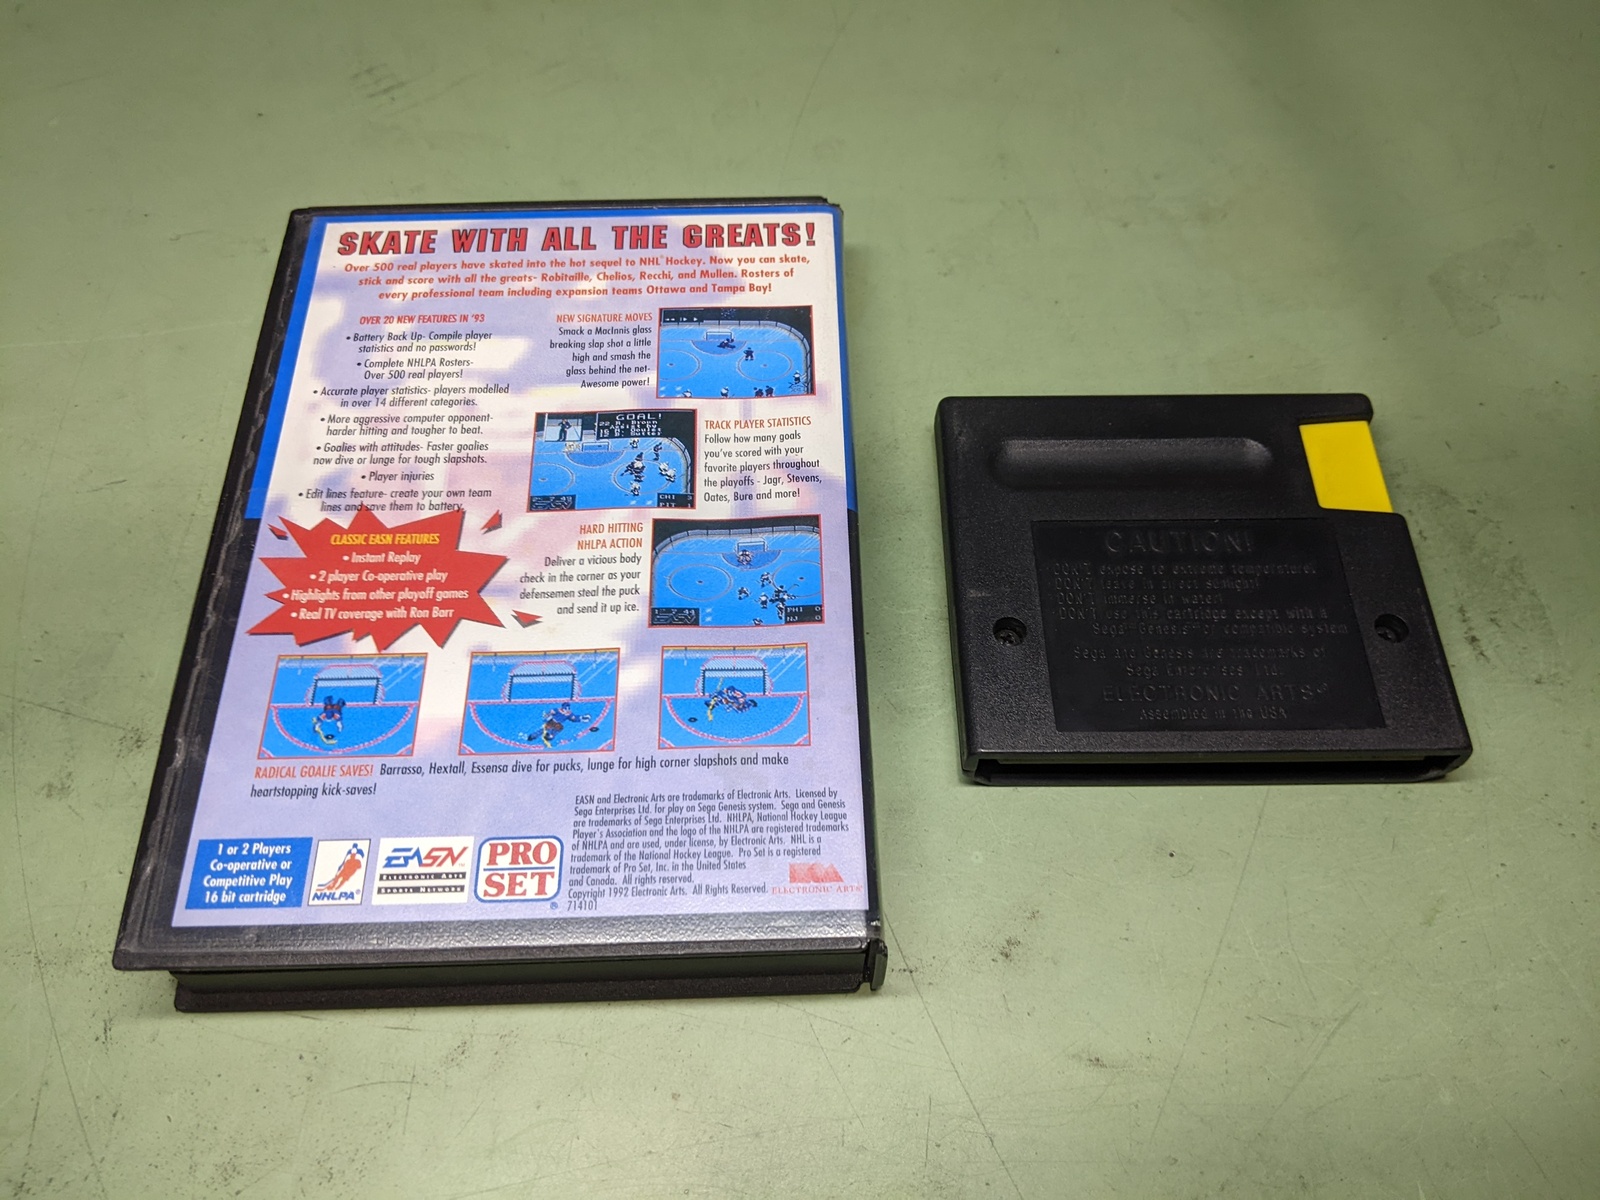 SKATE WITH ALL THE GREATS!
Over 500 real players have skated into the hot sequel to NHL® Hockey. Now you can skate,
stick and score with all the greats- Robitaille, Chelios, Recchi, and Mullen. Rosters of
every professional team including expansion teams Ottawa and Tampa Bay!
OVER 20 NEW FEATURES IN '93
• Battery Back Up- Compile player
statistics and no passwords!
• Complete NHLPA Rosters-
Over 500 real players!
• Accurate player statistics- players modelled
in over 14 different categories.
• More aggressive computer opponent-
harder hitting and tougher to beat.
• Goalies with attitudes- Faster goalies
now dive or lunge for tough slapshots.
• Player injuries
• Edit lines feature- create your own team
lines and save them to battery.
NEW SIGNATURE MOVES
Smack a MacInnis glass
breaking slap shot a little
high and smash the
glass behind the net-
Awesome power!
GOAL!
CHI
PIT
TRACK PLAYER STATISTICS
Follow how many goals
you've scored with your
favorite players throughout
the playoffs - Jagr, Stevens,
Oates, Bure and more!
CLASSIC EASN FEATURES
• Instant Replay
• 2 player Co-operative play
• Highlights from other playoff games
• Real TV coverage with Ron Barr
HARD HITTING
NHLPA ACTION
Deliver a vicious body
check in the corner as your
defensemen steal the puck
and send it up ice.
PHI 0
NJ 0
RADICAL GOALIE SAVES! Barrasso, Hextall, Essensa dive for pucks, lunge for high corner slapshots and make
heartstopping kick-saves!
1 or 2 Players
Co-operative or
Competitive Play
16 bit cartridge
NHLPA®
EASN™
ELECTRONIC ARTS
SPORTS NETWORK
PRO
SET®
EASN and Electronic Arts are trademarks of Electronic Arts. Licensed by
Sega Enterprises Ltd. for play on Sega Genesis system. Sega and Genesis
are trademarks of Sega Enterprises Ltd. NHLPA, National Hockey League
Player's Association and the logo of the NHLPA are registered trademarks
of NHLPA and are used, under license, by Electronic Arts. NHL is a
trademark of the National Hockey League. Pro Set is a registered
trademark of Pro Set, Inc. in the United States
and Canada. All rights reserved.
Copyright 1992 Electronic Arts. All Rights Reserved.
714101
ELECTRONIC ARTS®
CAUTION!
DON'T expose to extreme temperature!
DON'T leave in direct sunlight!
DON'T immerse in water!
DON'T use this cartridge except with a
Sega Genesis™ or compatible system
Sega and Genesis are trademarks of
Sega Enterprises Ltd.
ELECTRONIC ARTS®
Assembled in the USA